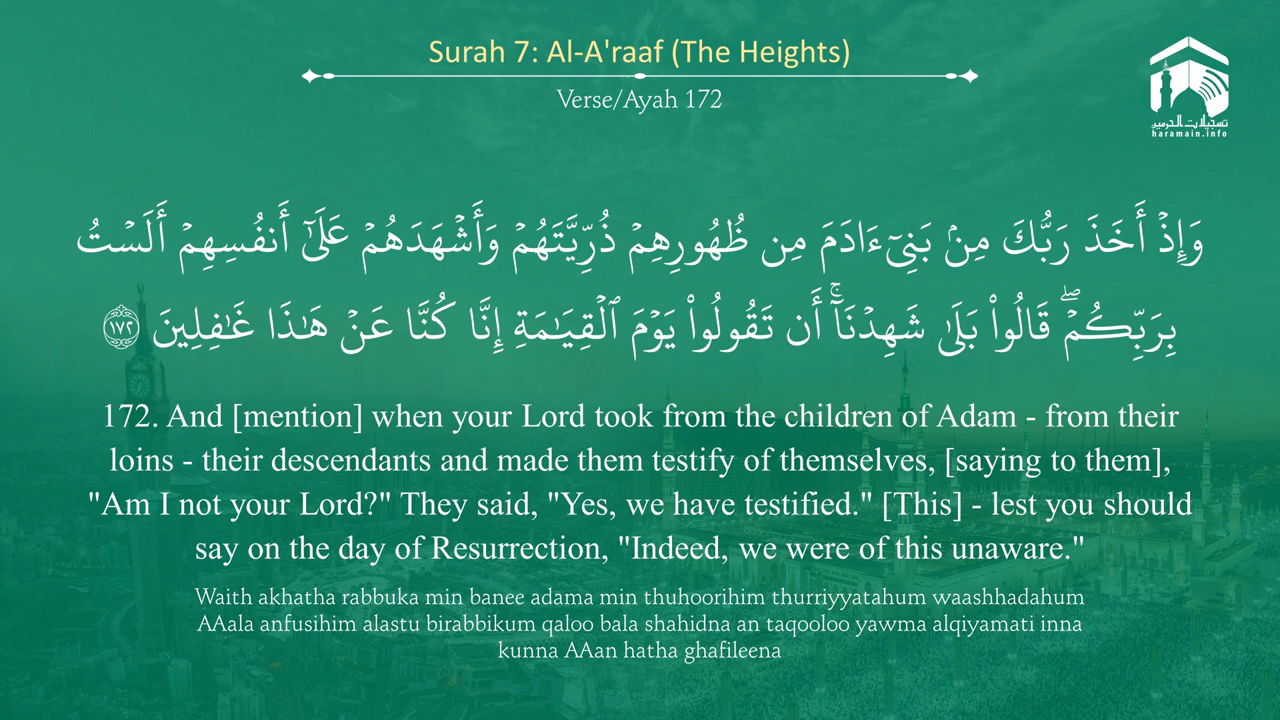 Surah 7: Al-A'raaf (The Heights)
Verse/Ayah 172
تسجيلات الحرمين
haramain.info
وَإِذۡ أَخَذَ رَبُّكَ مِنۢ بَنِيٓ ءَادَمَ مِن ظُهُورِهِمۡ ذُرِّيَّتَهُمۡ وَأَشۡهَدَهُمۡ عَلَىٰٓ أَنفُسِهِمۡ أَلَسۡتُ
بِرَبِّكُمۡۖ قَالُواْ بَلَىٰ شَهِدۡنَآۚ أَن تَقُولُواْ يَوۡمَ ٱلۡقِيَٰمَةِ إِنَّا كُنَّا عَنۡ هَٰذَا غَٰفِلِينَ ١٧٢
172. And [mention] when your Lord took from the children of Adam - from their
loins - their descendants and made them testify of themselves, [saying to them],
"Am I not your Lord?" They said, "Yes, we have testified." [This] - lest you should
say on the day of Resurrection, "Indeed, we were of this unaware."
Waith akhatha rabbuka min banee adama min thuhoorihim thurriyyatahum waashhadahum
AAala anfusihim alastu birabbikum qaloo bala shahidna an taqooloo yawma alqiyamati inna
kunna AAan hatha ghafileena